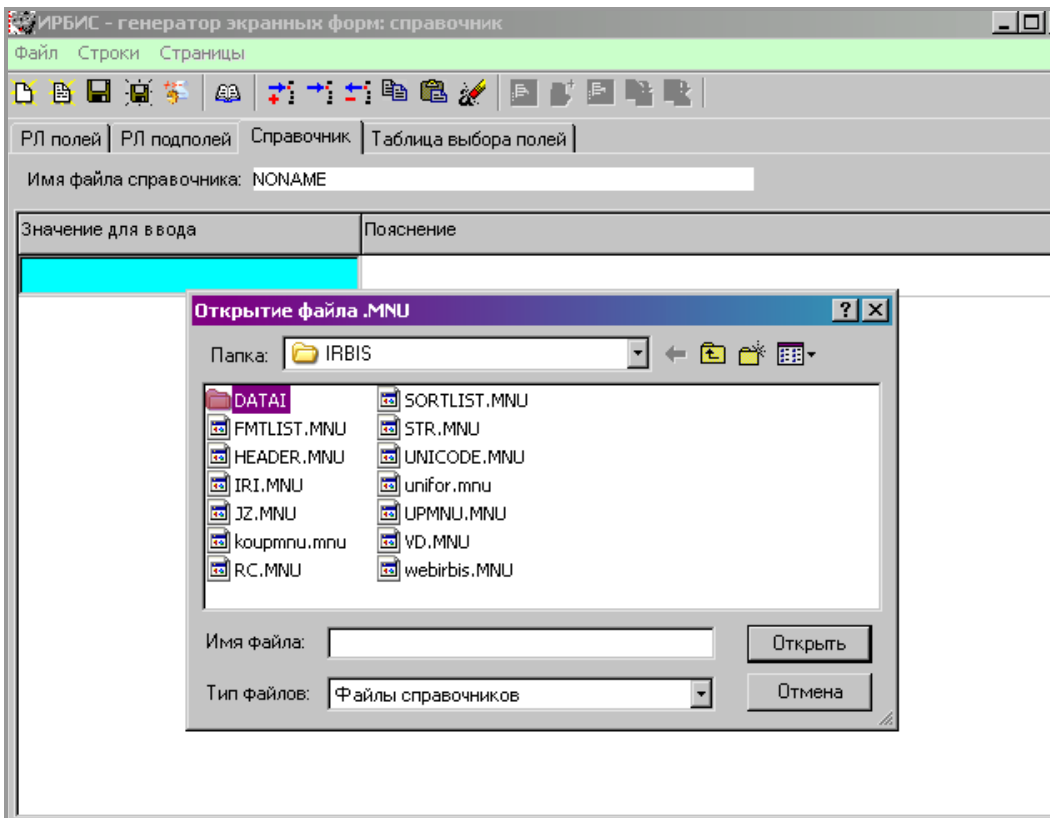 ИРБИС - генератор экранных форм: справочник
Файл Строки Страницы
РЛ полей РЛ подполей Справочник Таблица выбора полей
Имя файла справочника: NONAME
Значение для ввода Пояснение
Открытие файла .MNU
Папка: IRBIS
DATAI SORTLIST.MNU
FMTLIST.MNU STR.MNU
HEADER.MNU UNICODE.MNU
IRI.MNU unifor.mnu
JZ.MNU UPMNU.MNU
koupmnu.mnu VD.MNU
RC.MNU webirbis.MNU
Имя файла: Открыть
Тип файлов: Файлы справочников Отмена